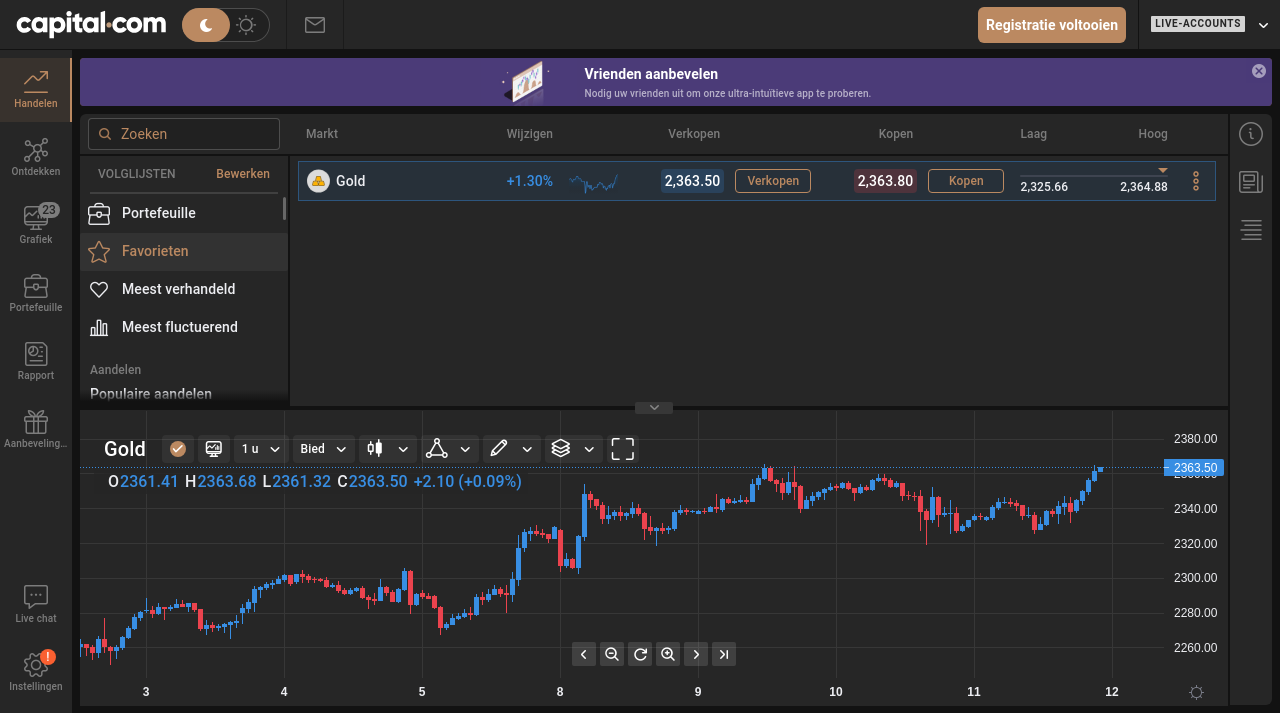 capital.com
Registratie voltooien
LIVE-ACCOUNTS
Vrienden aanbevelen
Nodig uw vrienden uit om onze ultra-intuïtieve app te proberen.
Handelen
Ontdekken
23
Grafiek
Portefeuille
Rapport
Aanbeveling...
Live chat
!
Instellingen
Zoeken
VOLGLIJSTEN Bewerken
Portefeuille
Favorieten
Meest verhandeld
Meest fluctuerend
Aandelen
Populaire aandelen
Markt Wijzigen Verkopen Kopen Laag Hoog
Gold +1.30% 2,363.50 Verkopen 2,363.80 Kopen 2,325.66 2,364.88
Gold 1 u Bied
O2361.41 H2363.68 L2361.32 C2363.50 +2.10 (+0.09%)
2380.00
2363.50
2340.00
2320.00
2300.00
2280.00
2260.00
3 4 5 8 9 10 11 12